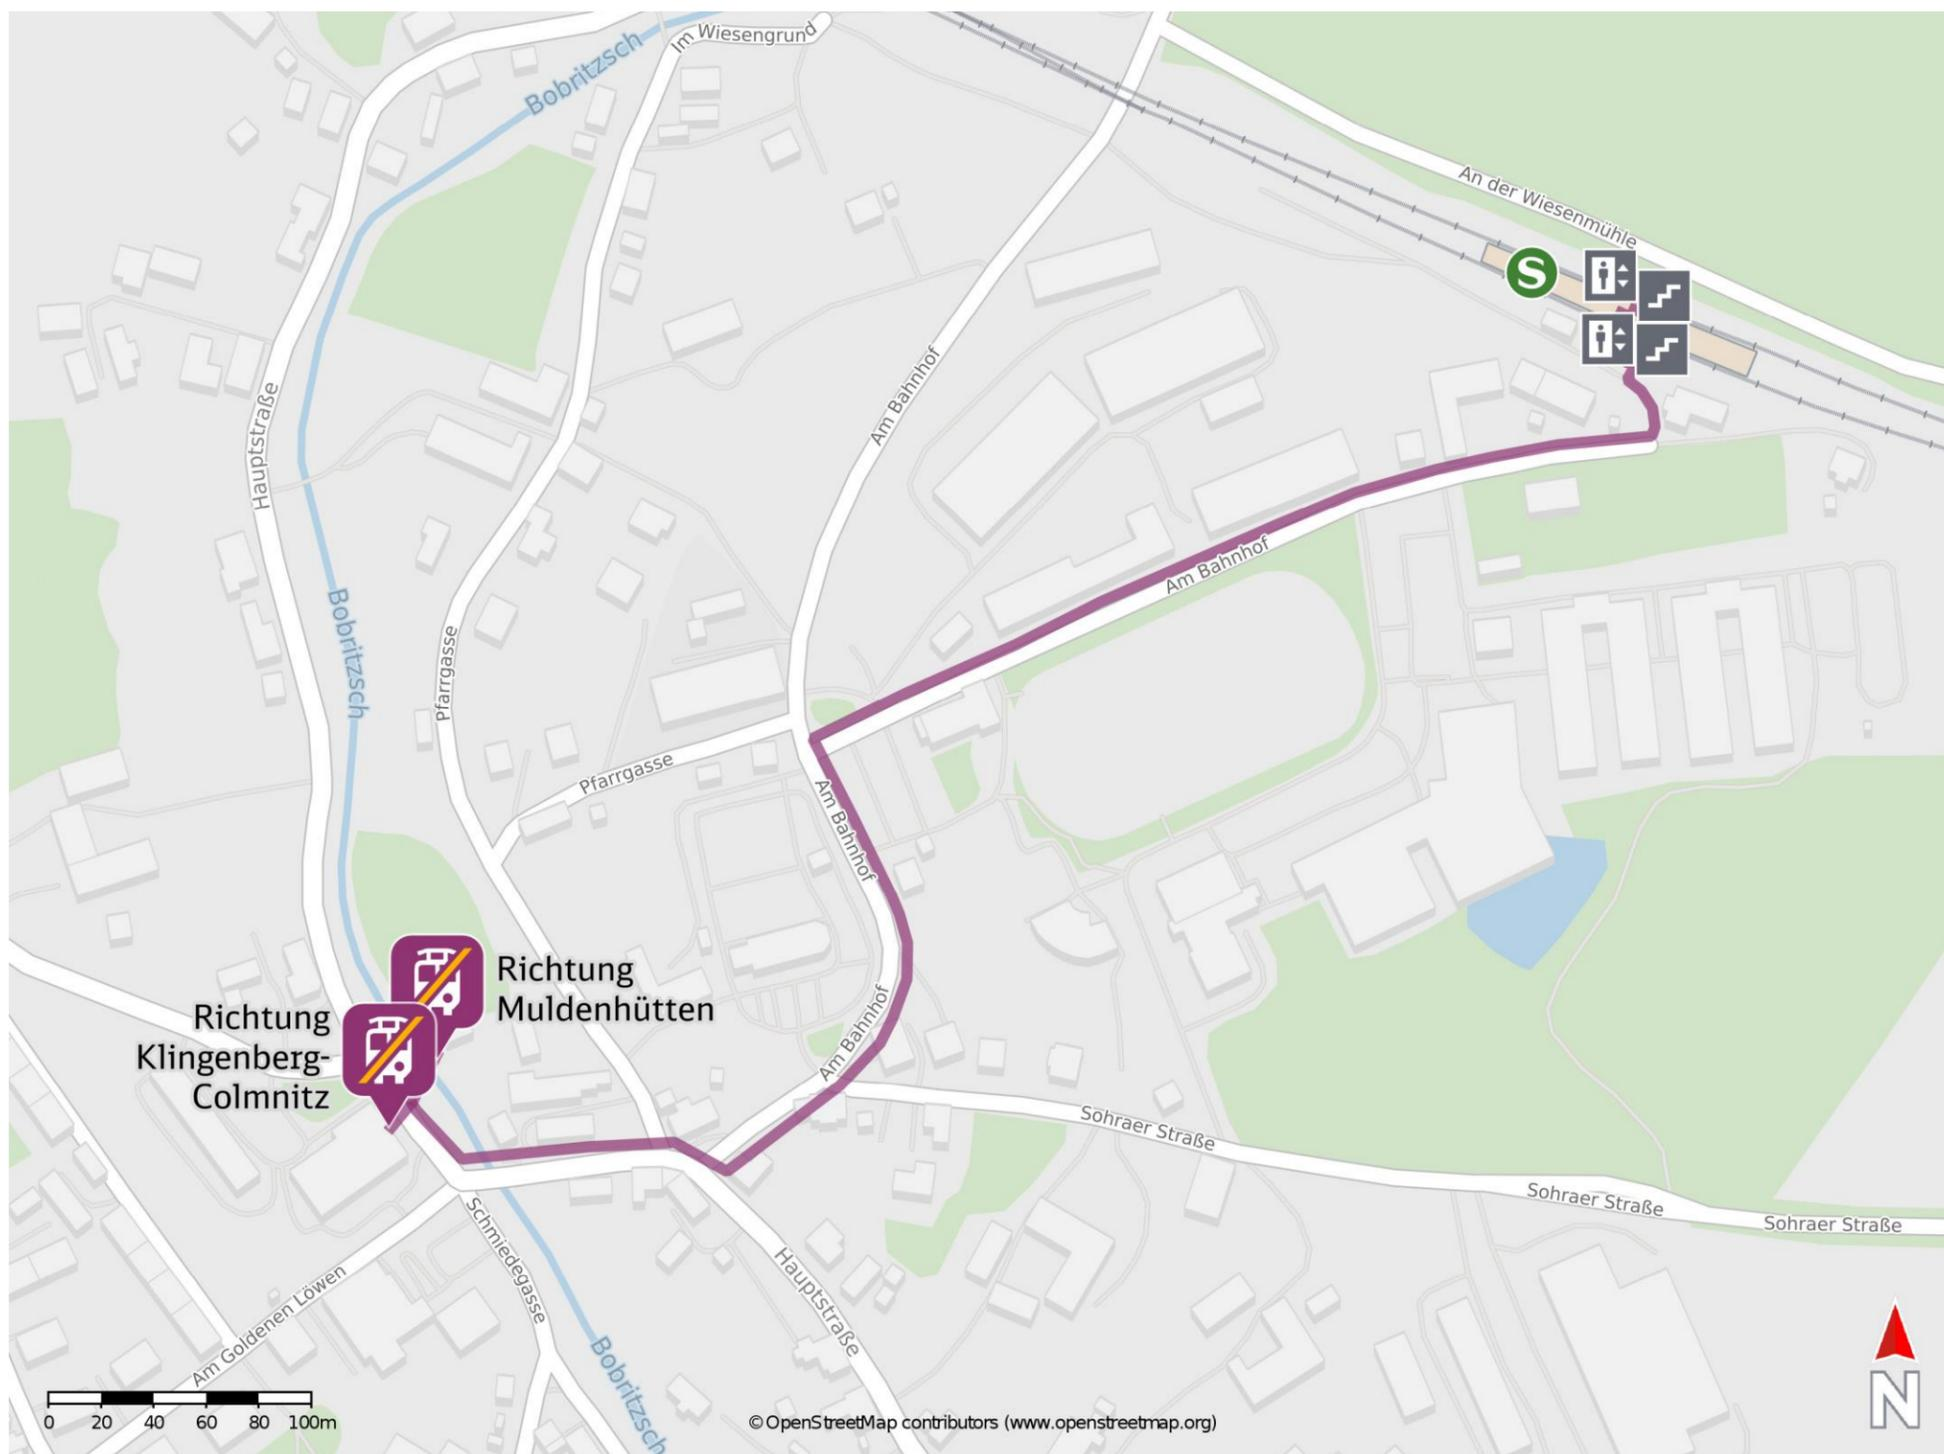 Im Wiesengrund
Bobritzsch
An der Wiesenmühle
S
Hauptstraße
Am Bahnhof
Am Bahnhof
Bobritzsch
Pfarrgasse
Pfarrgasse
Am Bahnhof
Richtung
Muldenhütten
Richtung
Klingenberg-
Colmnitz
Am Bahnhof
Sohraer Straße
Sohraer Straße
Sohraer Straße
Schmiedegasse
Hauptstraße
Am Goldenen Löwen
Bobritzsch
0 20 40 60 80 100m
© OpenStreetMap contributors (www.openstreetmap.org)
N